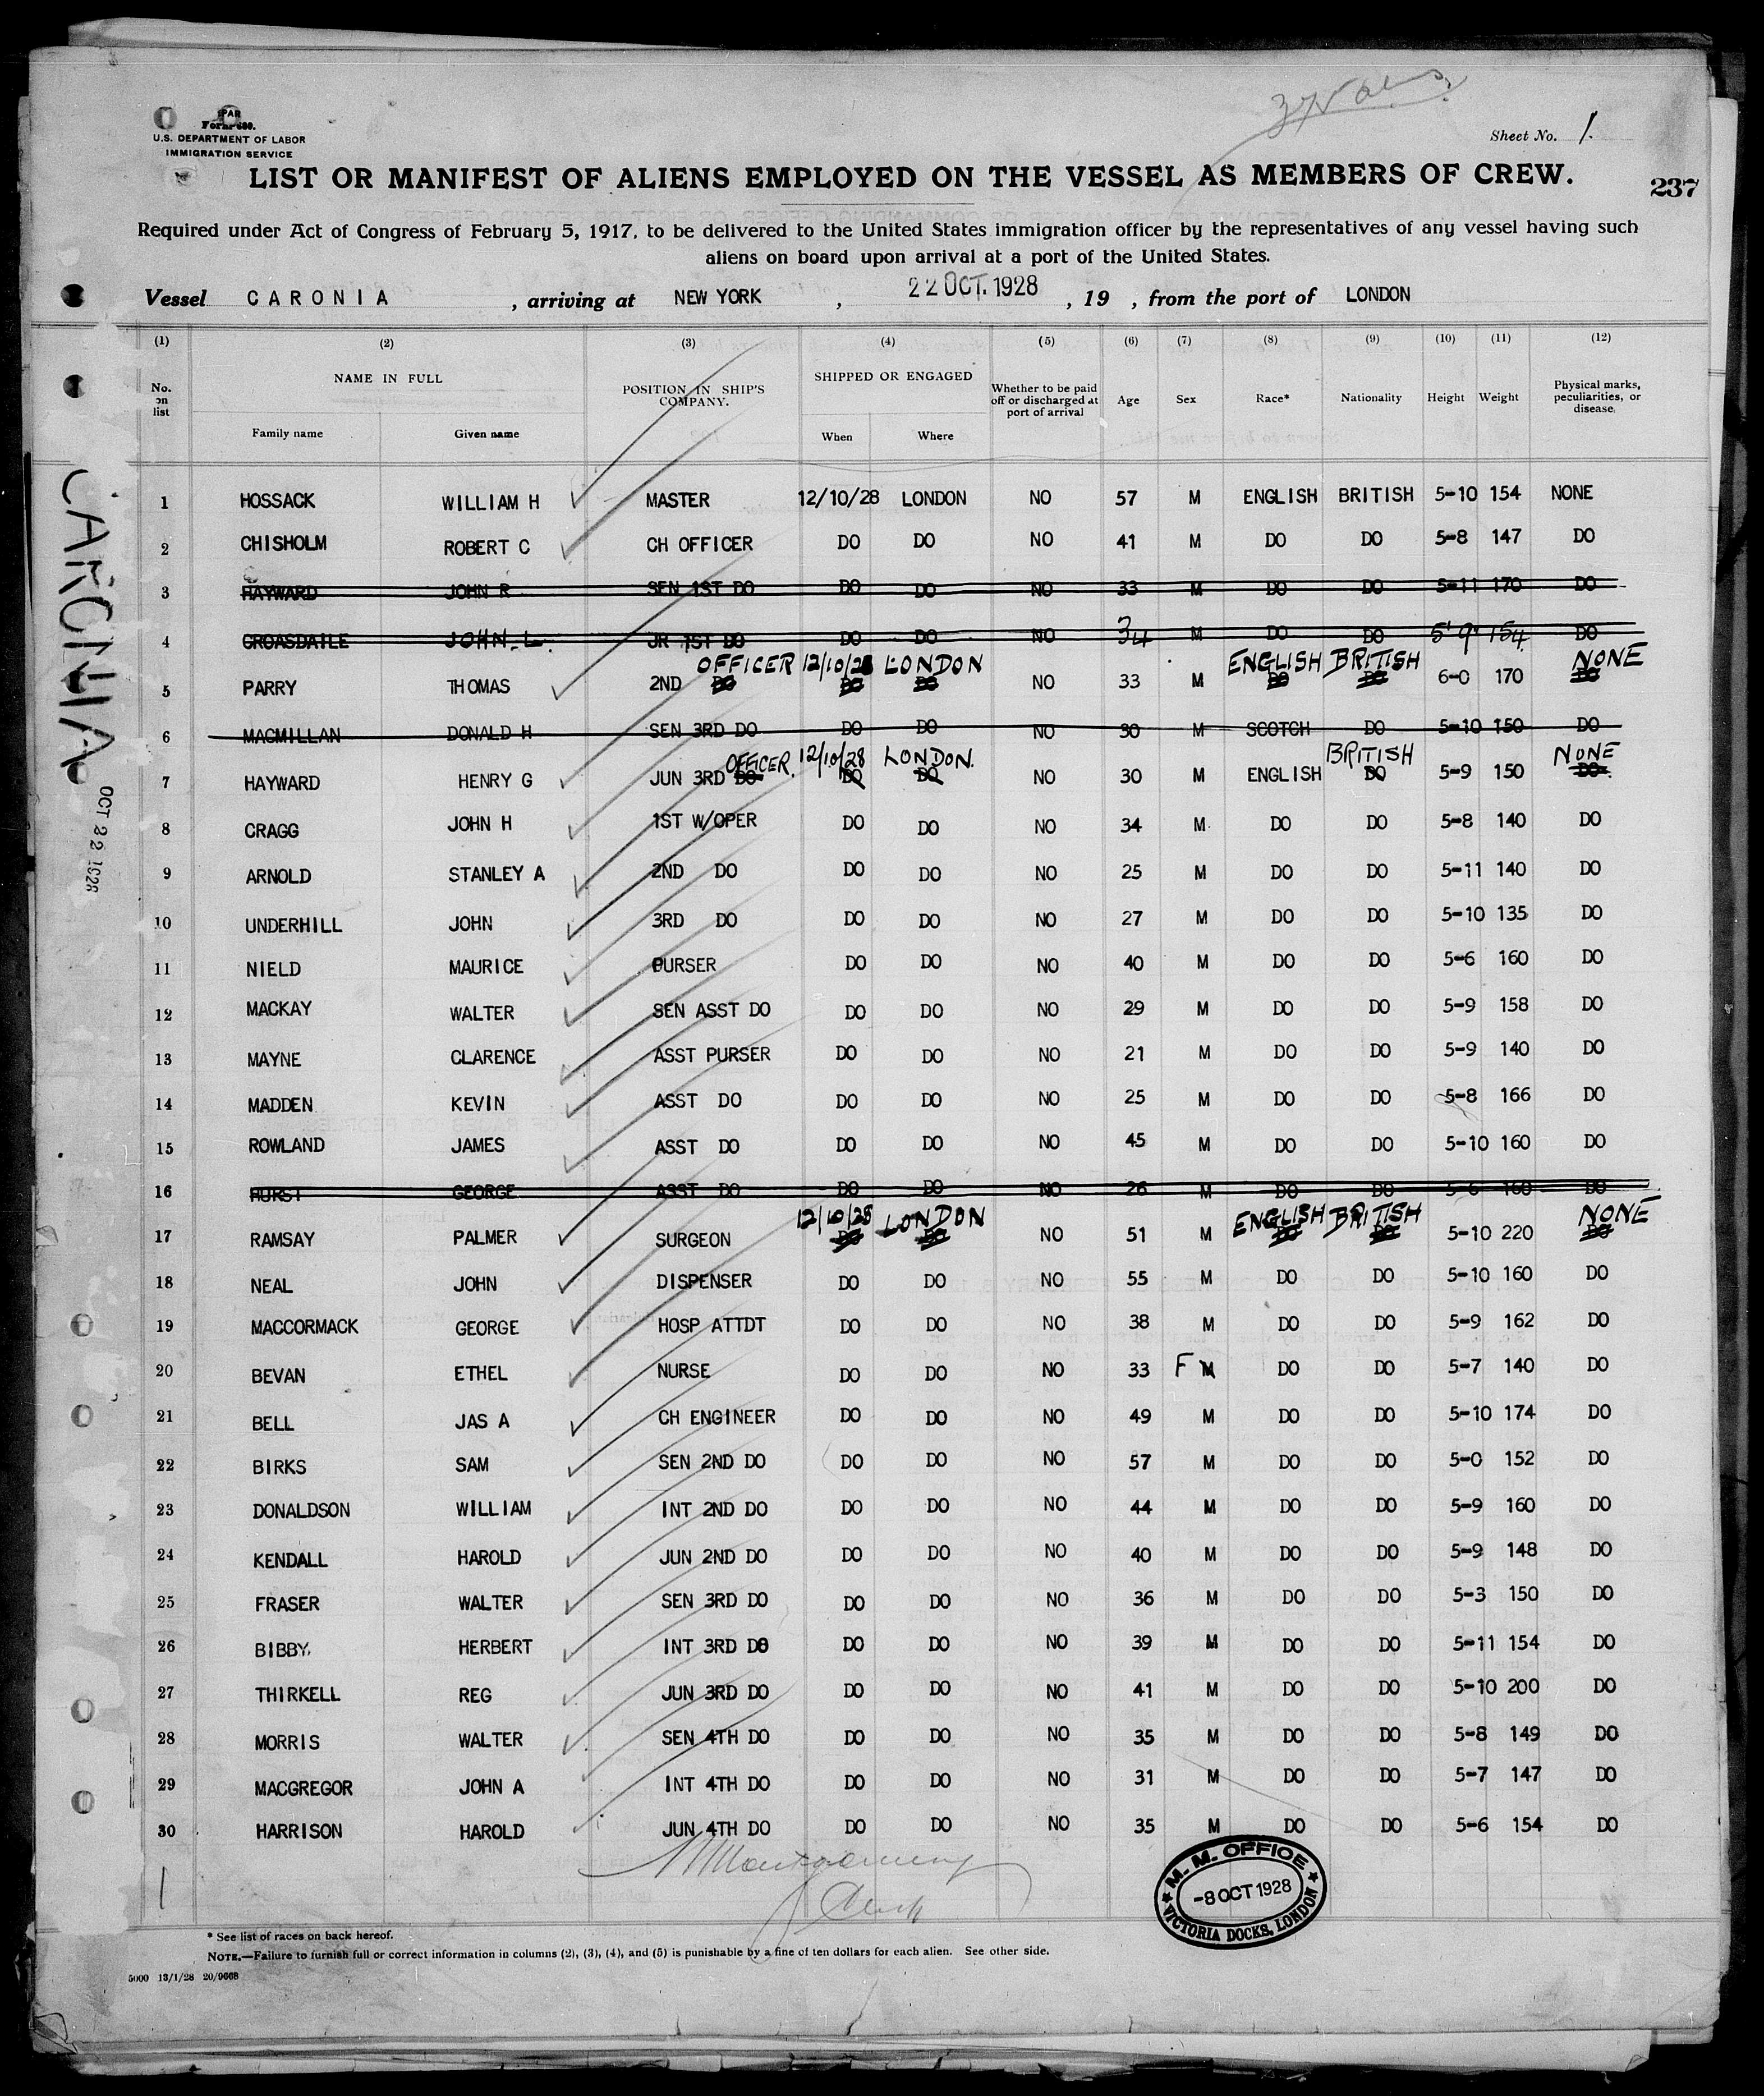 PAR
Form 680.
U.S. DEPARTMENT OF LABOR
IMMIGRATION SERVICE
Sheet No. 1.
LIST OR MANIFEST OF ALIENS EMPLOYED ON THE VESSEL AS MEMBERS OF CREW.
237
Required under Act of Congress of February 5, 1917, to be delivered to the United States immigration officer by the representatives of any vessel having such
aliens on board upon arrival at a port of the United States.
Vessel CARONIA, arriving at NEW YORK, 22 OCT. 1928, 19 , from the port of LONDON
(1) (2) (3) (4) (5) (6) (7) (8) (9) (10) (11) (12)
No. on list NAME IN FULL POSITION IN SHIP'S COMPANY. SHIPPED OR ENGAGED Whether to be paid off or discharged at port of arrival Age Sex Race* Nationality Height Weight Physical marks, peculiarities, or disease.
Family name Given name When Where
1 HOSSACK WILLIAM H MASTER 12/10/28 LONDON NO 57 M ENGLISH BRITISH 5-10 154 NONE
2 CHISHOLM ROBERT C CH OFFICER DO DO NO 41 M DO DO 5-8 147 DO
3 HAYWARD JOHN R SEN 1ST DO DO DO NO 33 M DO DO 5-11 170 DO
4 CROASDAILE JOHN. L. JR 1ST DO DO DO NO 34 M DO DO 5'9" 154 DO
OFFICER 12/10/28 LONDON ENGLISH BRITISH NONE
5 PARRY THOMAS 2ND DO DO DO NO 33 M DO DO 6-0 170 DO
6 MACMILLAN DONALD H SEN 3RD DO DO DO NO 30 M SCOTCH DO 5-10 150 DO
OFFICER. 12/10/28 LONDON. BRITISH NONE
7 HAYWARD HENRY G JUN 3RD DO DO DO NO 30 M ENGLISH DO 5-9 150 DO
8 CRAGG JOHN H 1ST W/OPER DO DO NO 34 M DO DO 5-8 140 DO
9 ARNOLD STANLEY A 2ND DO DO DO NO 25 M DO DO 5-11 140 DO
10 UNDERHILL JOHN 3RD DO DO DO NO 27 M DO DO 5-10 135 DO
11 NIELD MAURICE PURSER DO DO NO 40 M DO DO 5-6 160 DO
12 MACKAY WALTER SEN ASST DO DO DO NO 29 M DO DO 5-9 158 DO
13 MAYNE CLARENCE ASST PURSER DO DO NO 21 M DO DO 5-9 140 DO
14 MADDEN KEVIN ASST DO DO DO NO 25 M DO DO 5-8 166 DO
15 ROWLAND JAMES ASST DO DO DO NO 45 M DO DO 5-10 160 DO
16 HURST GEORGE ASST DO DO DO NO 26 M DO DO 5-6 160 DO
12/10/28 LONDON ENGLISH BRITISH NONE
17 RAMSAY PALMER SURGEON DO DO NO 51 M DO DO 5-10 220 DO
18 NEAL JOHN DISPENSER DO DO NO 55 M DO DO 5-10 160 DO
19 MACCORMACK GEORGE HOSP ATTDT DO DO NO 38 M DO DO 5-9 162 DO
20 BEVAN ETHEL NURSE DO DO NO 33 F M DO DO 5-7 140 DO
21 BELL JAS A CH ENGINEER DO DO NO 49 M DO DO 5-10 174 DO
22 BIRKS SAM SEN 2ND DO DO DO NO 57 M DO DO 5-0 152 DO
23 DONALDSON WILLIAM INT 2ND DO DO DO NO 44 M DO DO 5-9 160 DO
24 KENDALL HAROLD JUN 2ND DO DO DO NO 40 M DO DO 5-9 148 DO
25 FRASER WALTER SEN 3RD DO DO DO NO 36 M DO DO 5-3 150 DO
26 BIBBY. HERBERT INT 3RD DO DO DO NO 39 M DO DO 5-11 154 DO
27 THIRKELL REG JUN 3RD DO DO DO NO 41 M DO DO 5-10 200 DO
28 MORRIS WALTER SEN 4TH DO DO DO NO 35 M DO DO 5-8 149 DO
29 MACGREGOR JOHN A INT 4TH DO DO DO NO 31 M DO DO 5-7 147 DO
30 HARRISON HAROLD JUN 4TH DO DO DO NO 35 M DO DO 5-6 154 DO
CARONIA
OCT 22 1928
M. M. OFFICE
-8 OCT 1928
VICTORIA DOCKS, LONDON
* See list of races on back hereof.
NOTE.—Failure to furnish full or correct information in columns (2), (3), (4), and (5) is punishable by a fine of ten dollars for each alien. See other side.
5000 13/1/28 20/9668